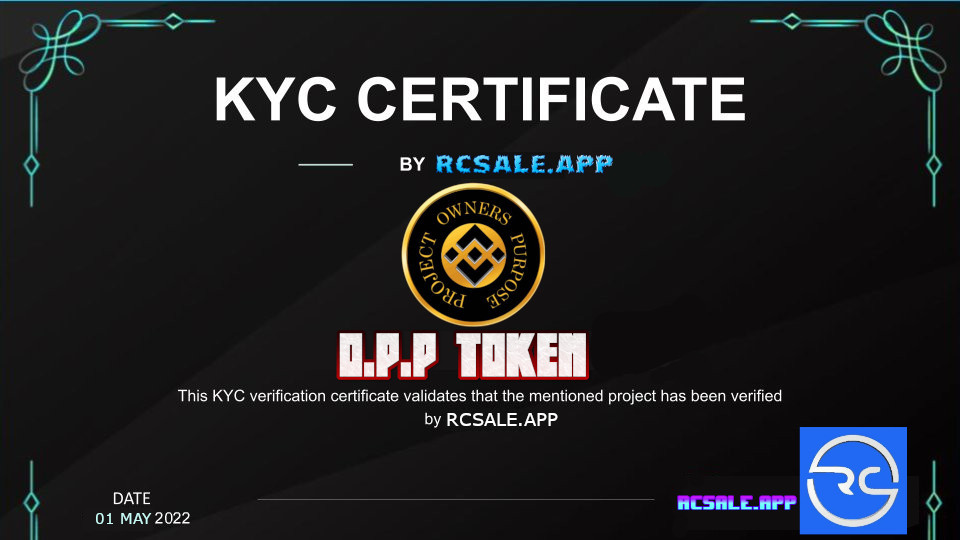 KYC CERTIFICATE
BY RCSALE.APP
PROJECT OWNERS PURPOSE
O.P.P TOKEN
This KYC verification certificate validates that the mentioned project has been verified
by RCSALE.APP
DATE
01 MAY 2022
RCSALE.APP
RC